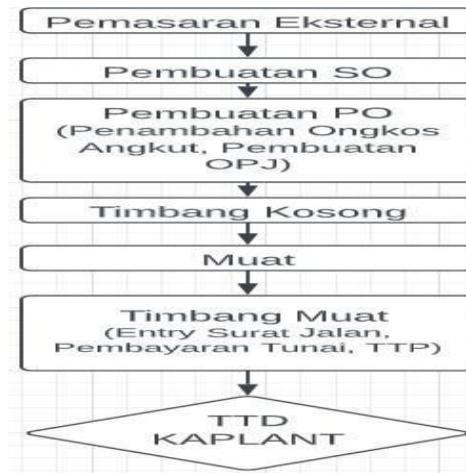 Pemasaran Eksternal
Pembuatan SO
Pembuatan PO
(Penambahan Ongkos
Angkut, Pembuatan
OPJ)
Timbang Kosong
Muat
Timbang Muat
(Entry Surat Jalan,
Pembayaran Tunai, TTP)
TTD
KAPLANT